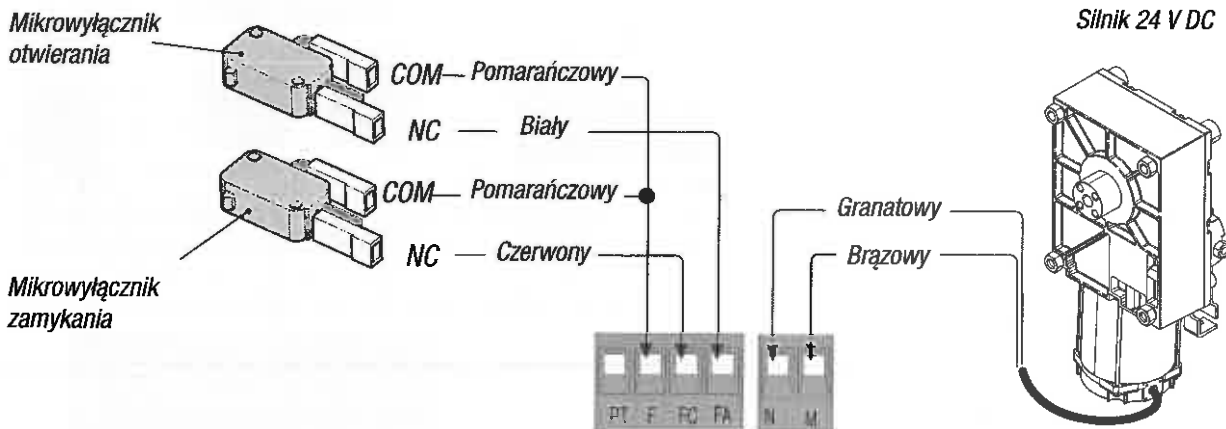 Mikrowyłącznik
otwierania
COM
Pomarańczowy
NC
Biały
COM
Pomarańczowy
NC
Czerwony
Mikrowyłącznik
zamykania
Silnik 24 V DC
Granatowy
Brązowy
PT F FC FA N M